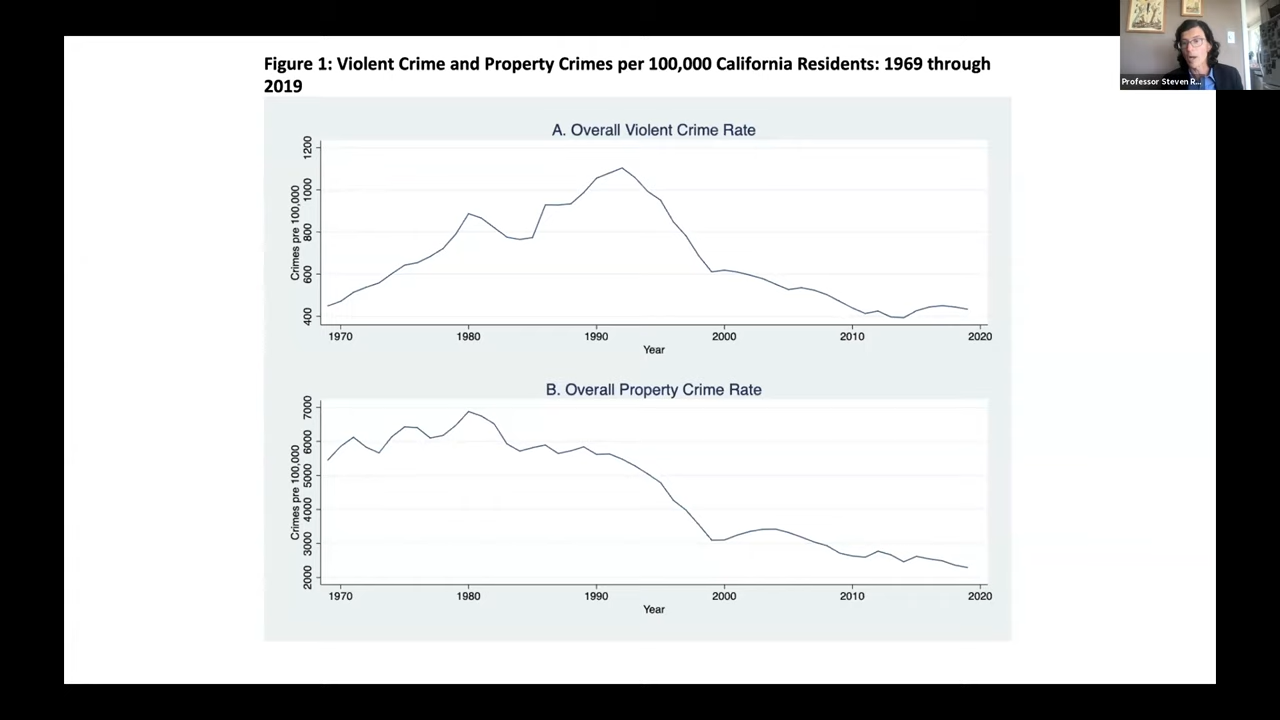 Professor Steven R...
Figure 1: Violent Crime and Property Crimes per 100,000 California Residents: 1969 through
2019
A. Overall Violent Crime Rate
Crimes pre 100,000
1200
1000
800
600
400
1970 1980 1990 2000 2010 2020
Year
B. Overall Property Crime Rate
Crimes pre 100,000
7000
6000
5000
4000
3000
2000
1970 1980 1990 2000 2010 2020
Year